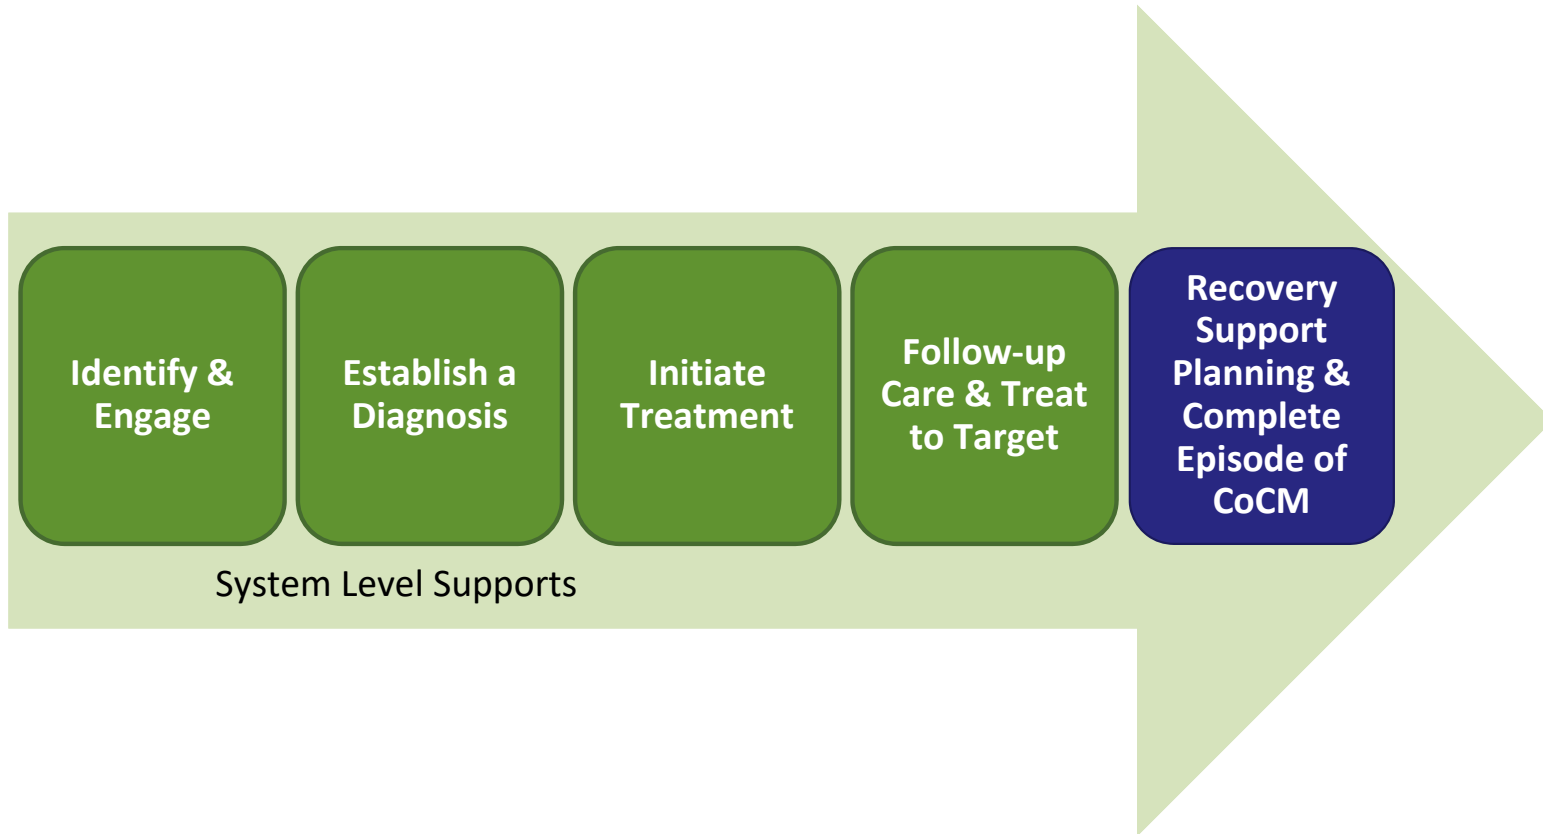 Identify &
Engage
Establish a
Diagnosis
Initiate
Treatment
Follow-up
Care & Treat
to Target
Recovery
Support
Planning &
Complete
Episode of
CoCM
System Level Supports